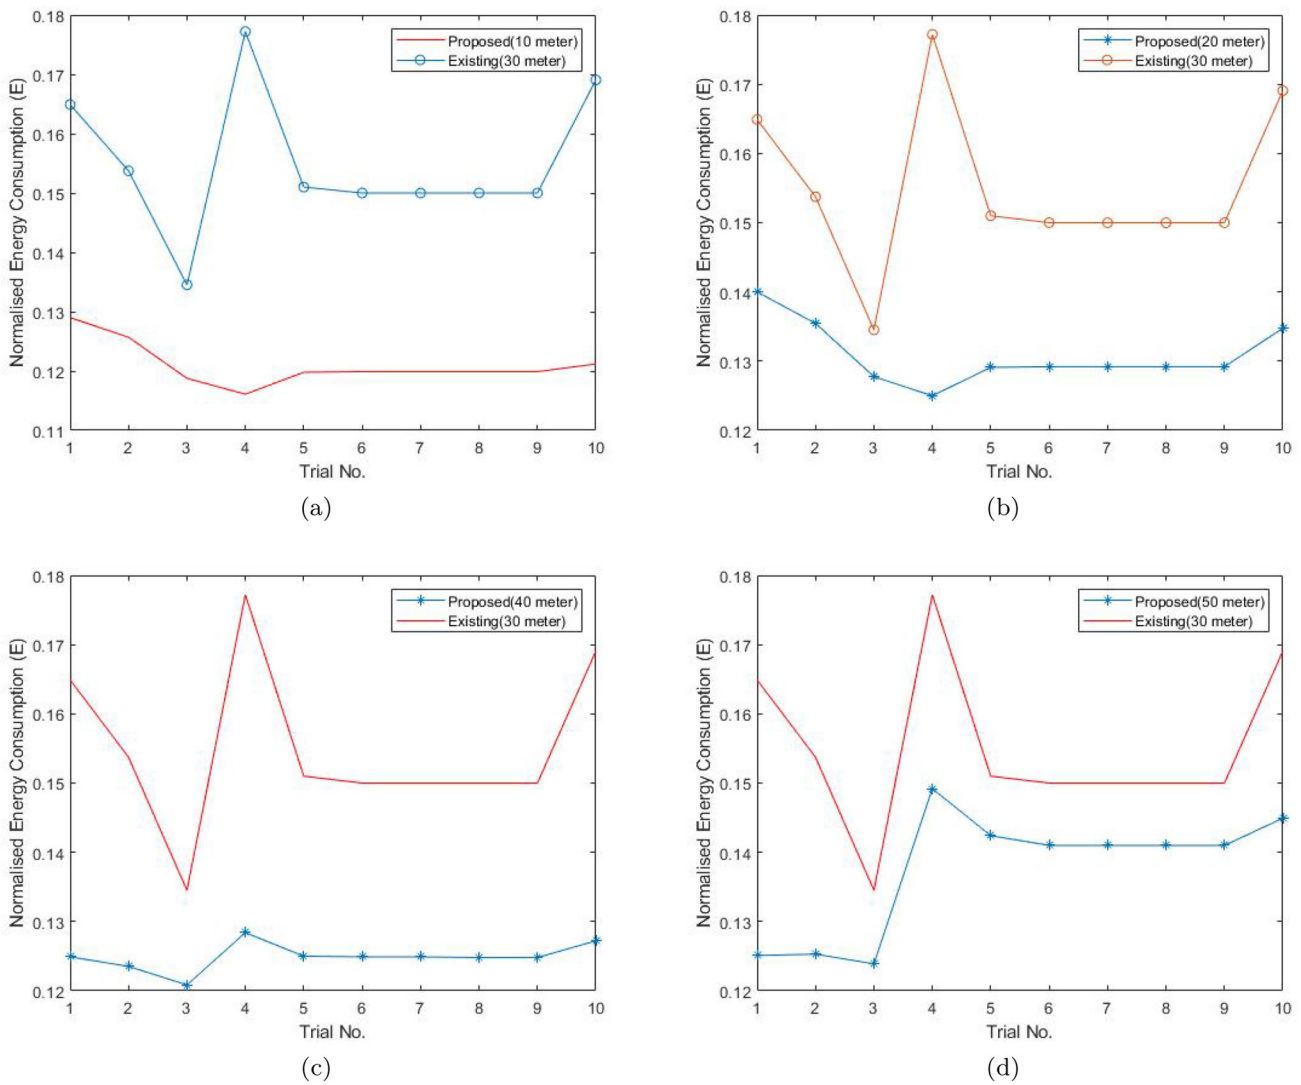 0.18
0.17
0.16
0.15
0.14
0.13
0.12
0.11
Normalised Energy Consumption (E)
Proposed(10 meter)
Existing(30 meter)
1 2 3 4 5 6 7 8 9 10
Trial No.
(a)
0.18
0.17
0.16
0.15
0.14
0.13
0.12
Normalised Energy Consumption (E)
Proposed(20 meter)
Existing(30 meter)
1 2 3 4 5 6 7 8 9 10
Trial No.
(b)
0.18
0.17
0.16
0.15
0.14
0.13
0.12
Normalised Energy Consumption (E)
Proposed(40 meter)
Existing(30 meter)
1 2 3 4 5 6 7 8 9 10
Trial No.
(c)
0.18
0.17
0.16
0.15
0.14
0.13
0.12
Normalised Energy Consumption (E)
Proposed(50 meter)
Existing(30 meter)
1 2 3 4 5 6 7 8 9 10
Trial No.
(d)